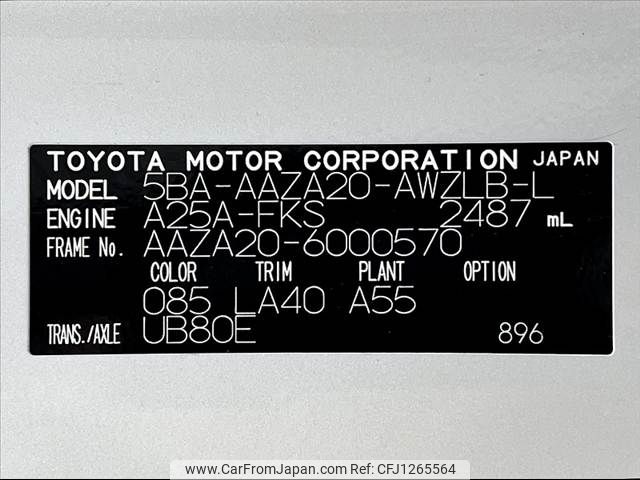 TOYOTA MOTOR CORPORATION JAPAN
MODEL 5BA-AAZA20-AWZLB-L
ENGINE A25A-FKS 2487 mL
FRAME No. AAZA20-6000570
COLOR TRIM PLANT OPTION
085 LA40 A55
TRANS./AXLE UB80E 896
www.CarFromJapan.com CFJ1265564